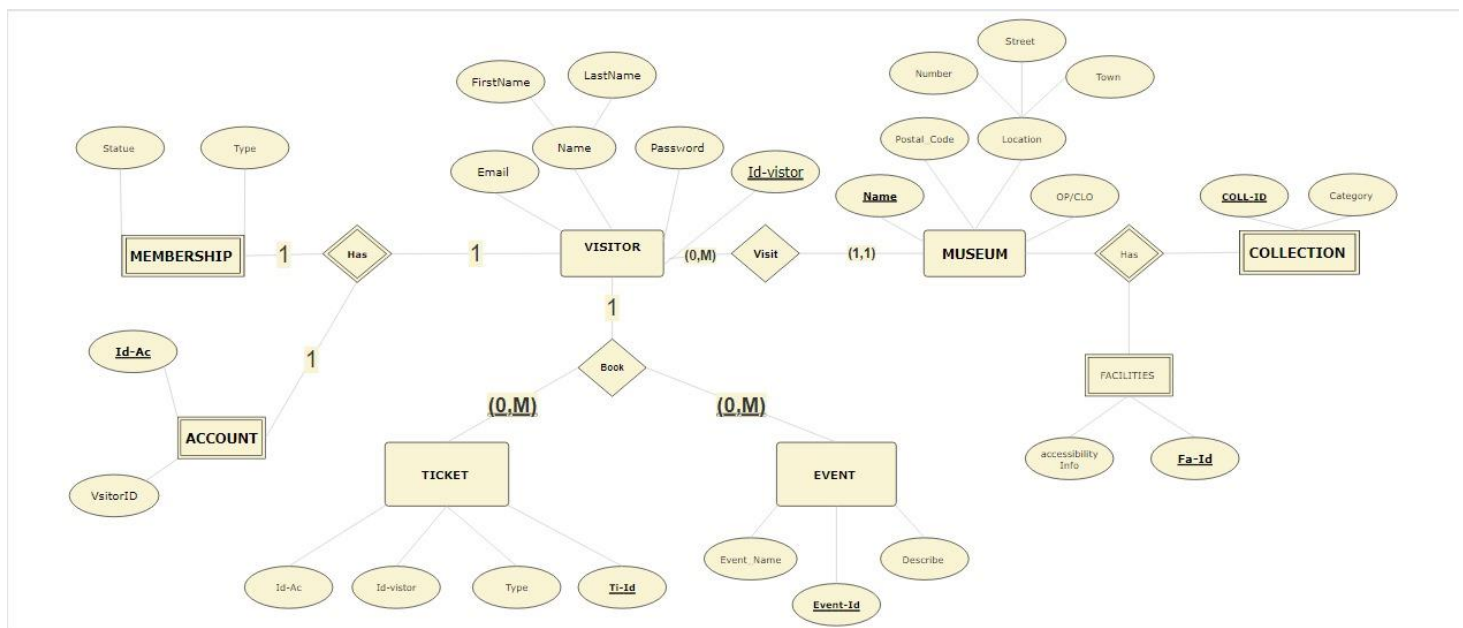 Street
FirstName
LastName
Number
Town
Statue
Type
Name
Password
Postal_Code
Location
Email
Id-vistor
Name
OP/CLO
COLL-ID
Category
MEMBERSHIP
1
Has
1
VISITOR
(0,M)
Visit
(1,1)
MUSEUM
Has
COLLECTION
1
Id-Ac
1
Book
FACILITIES
(0,M)
(0,M)
ACCOUNT
accessibility
Info
Fa-Id
TICKET
EVENT
VsitorID
Event_Name
Describe
Id-Ac
Id-vistor
Type
Ti-Id
Event-Id